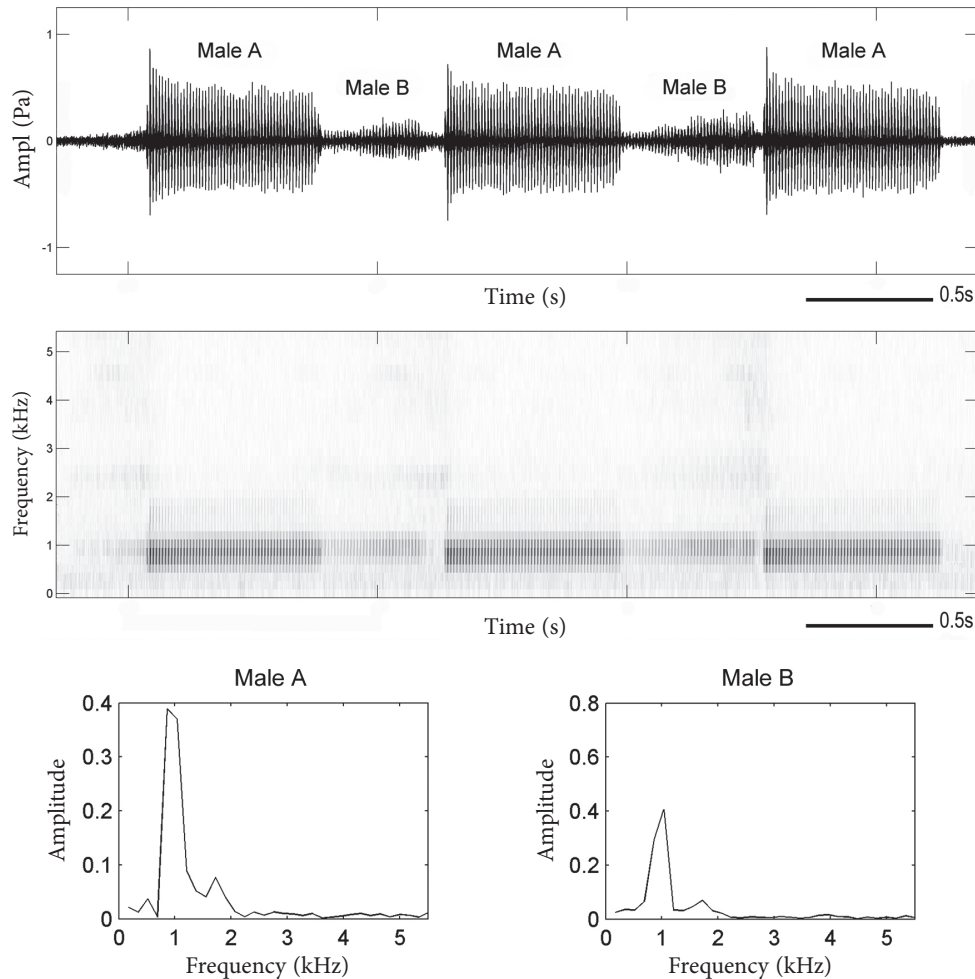 1
Male A
Male A
Male A
Male B
Male B
Ampl (Pa)
0
-1
Time (s)
0.5s
5
4
3
2
1
0
Frequency (kHz)
Time (s)
0.5s
Male A
0.4
0.3
0.2
0.1
0
Amplitude
0 1 2 3 4 5
Frequency (kHz)
Male B
0.8
0.6
0.4
0.2
0
Amplitude
0 1 2 3 4 5
Frequency (kHz)